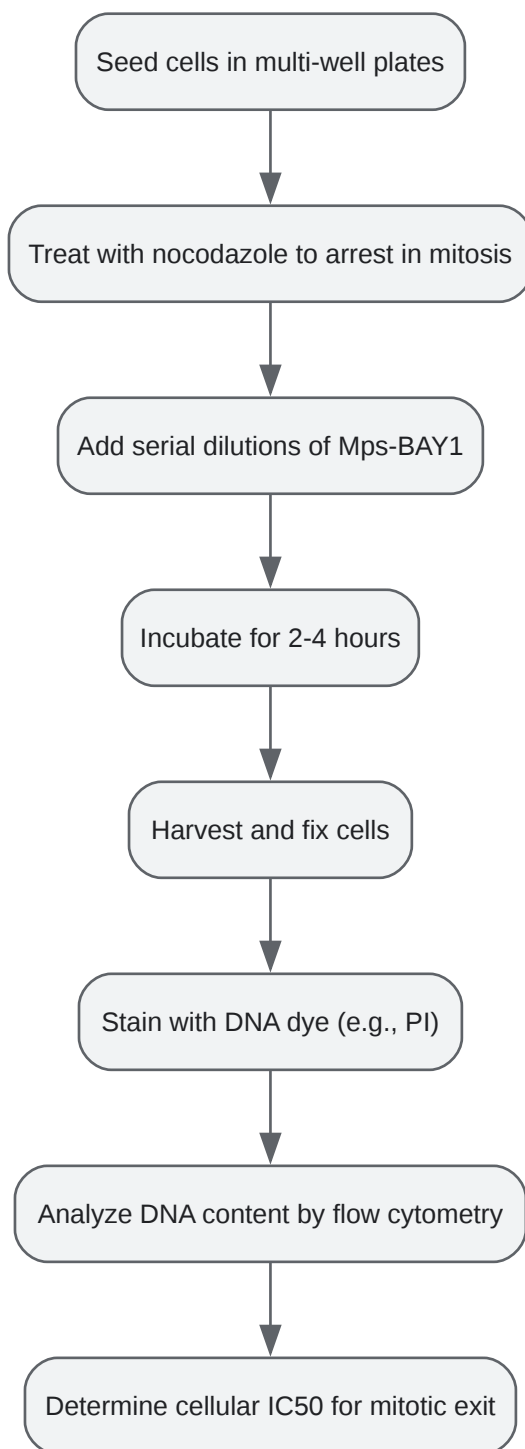 Seed cells in multi-well plates
Treat with nocodazole to arrest in mitosis
Add serial dilutions of Mps-BAY1
Incubate for 2-4 hours
Harvest and fix cells
Stain with DNA dye (e.g., PI)
Analyze DNA content by flow cytometry
Determine cellular IC50 for mitotic exit